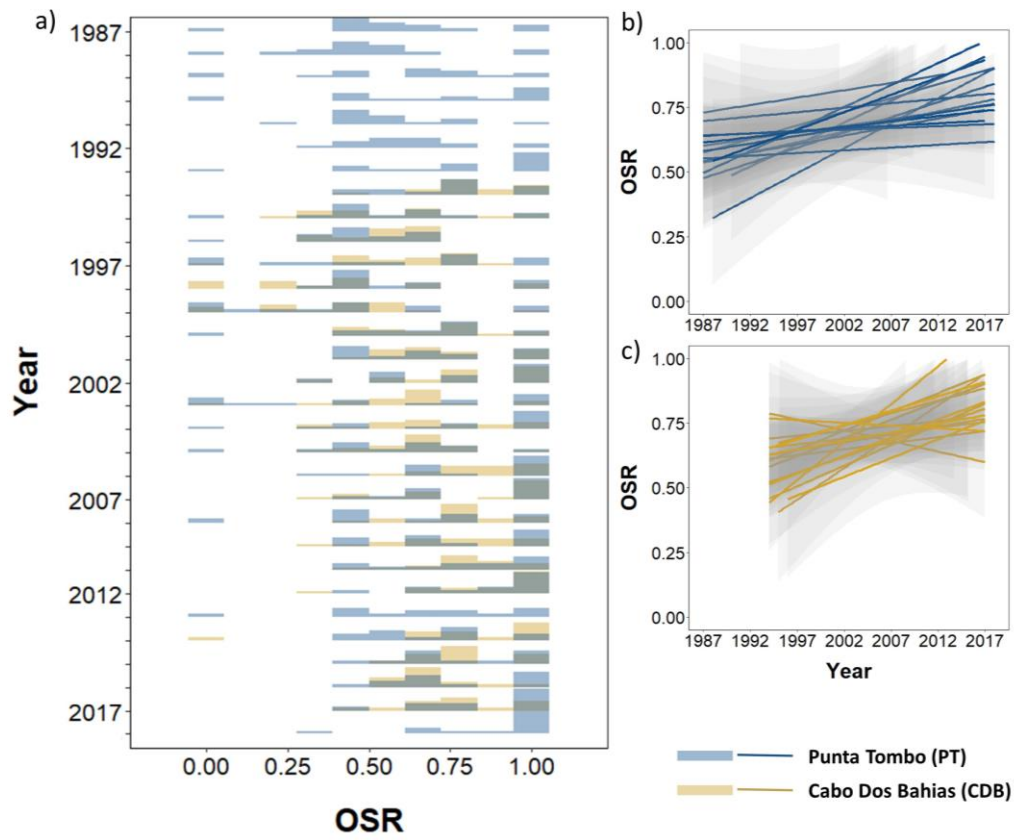 a)
1987
1992
1997
2002
2007
2012
2017
Year
0.00 0.25 0.50 0.75 1.00
OSR
b)
1.00
0.75
0.50
0.25
0.00
OSR
1987 1992 1997 2002 2007 2012 2017
c)
1.00
0.75
0.50
0.25
0.00
OSR
1987 1992 1997 2002 2007 2012 2017
Year
Punta Tombo (PT)
Cabo Dos Bahias (CDB)